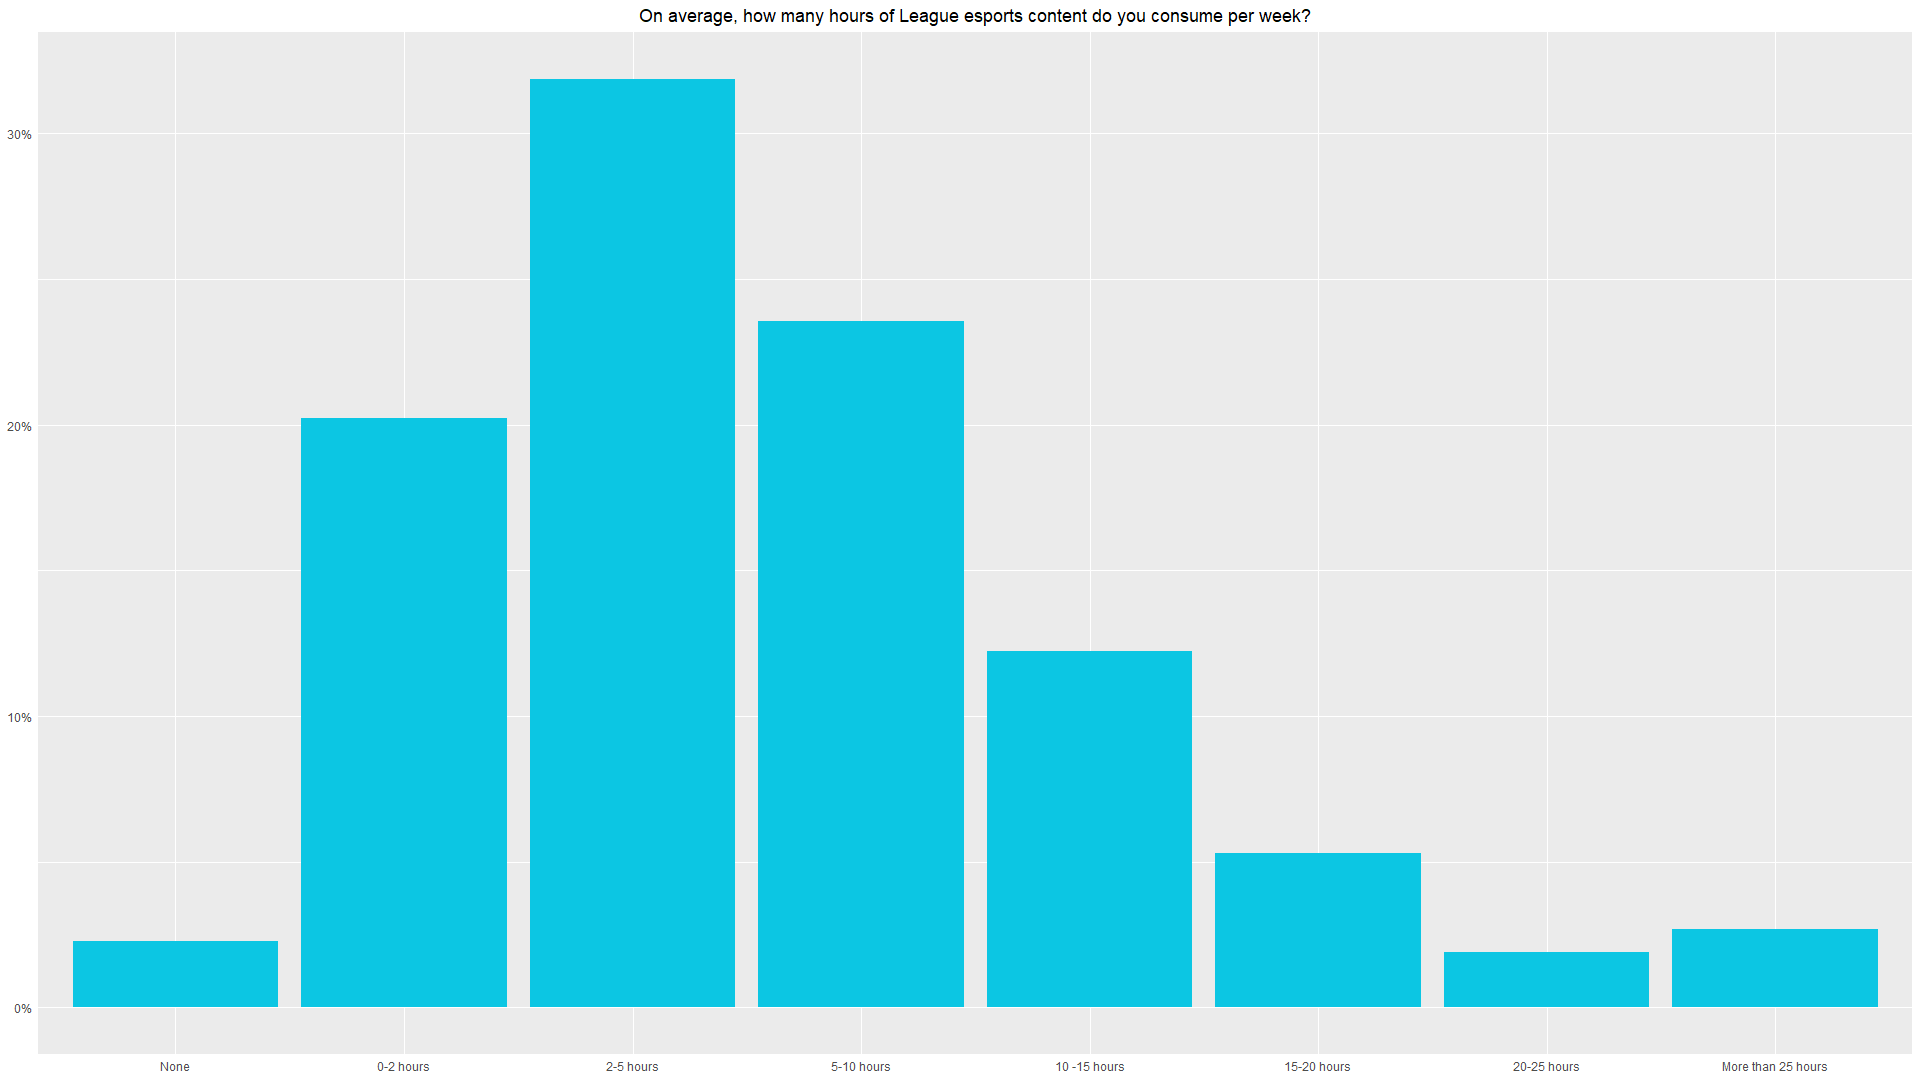 On average, how many hours of League esports content do you consume per week?
30%
20%
10%
0%
None
0-2 hours
2-5 hours
5-10 hours
10 -15 hours
15-20 hours
20-25 hours
More than 25 hours